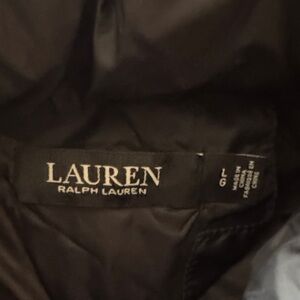 LAUREN
RALPH LAUREN
L
G
MADE IN
CHINA
FABRIQUÉ EN
CHINE